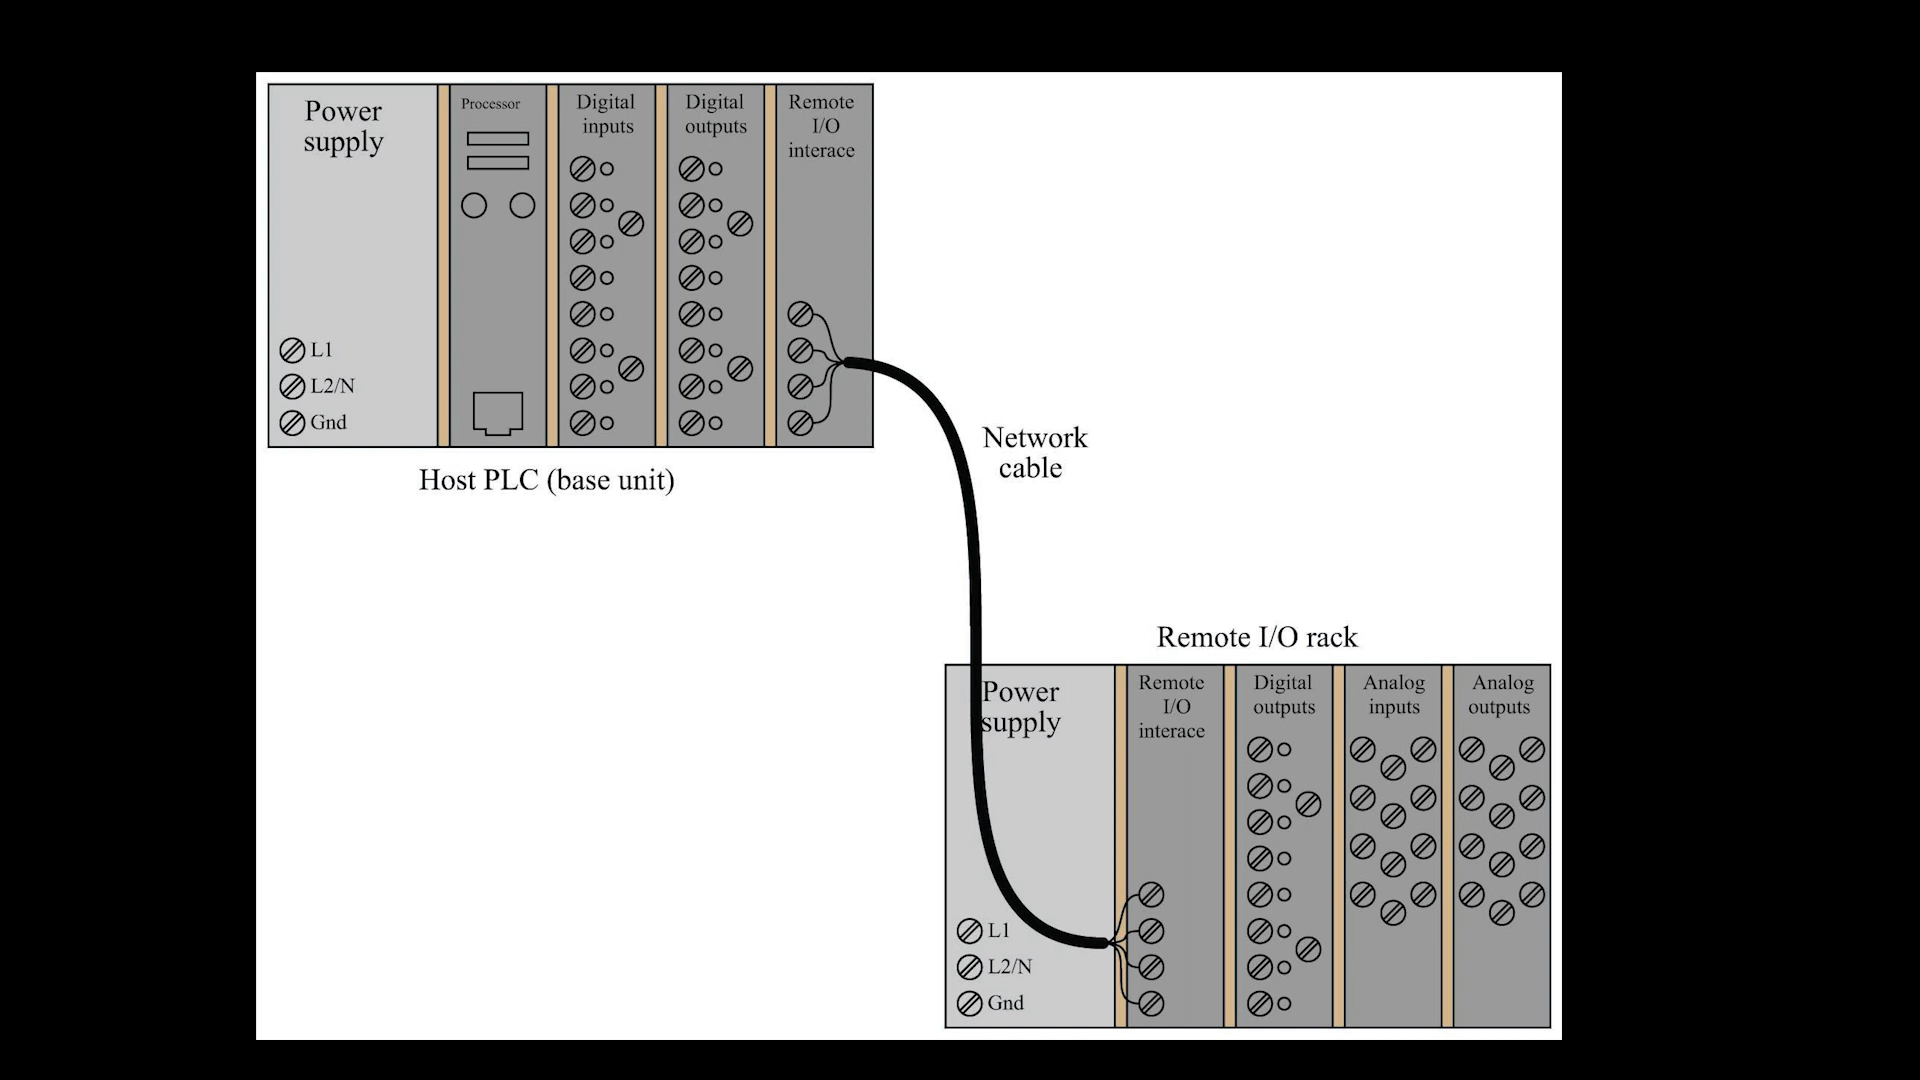 Power
supply
L1
L2/N
Gnd
Processor
Digital
inputs
Digital
outputs
Remote
I/O
interace
Host PLC (base unit)
Network
cable
Remote I/O rack
Power
supply
L1
L2/N
Gnd
Remote
I/O
interace
Digital
outputs
Analog
inputs
Analog
outputs